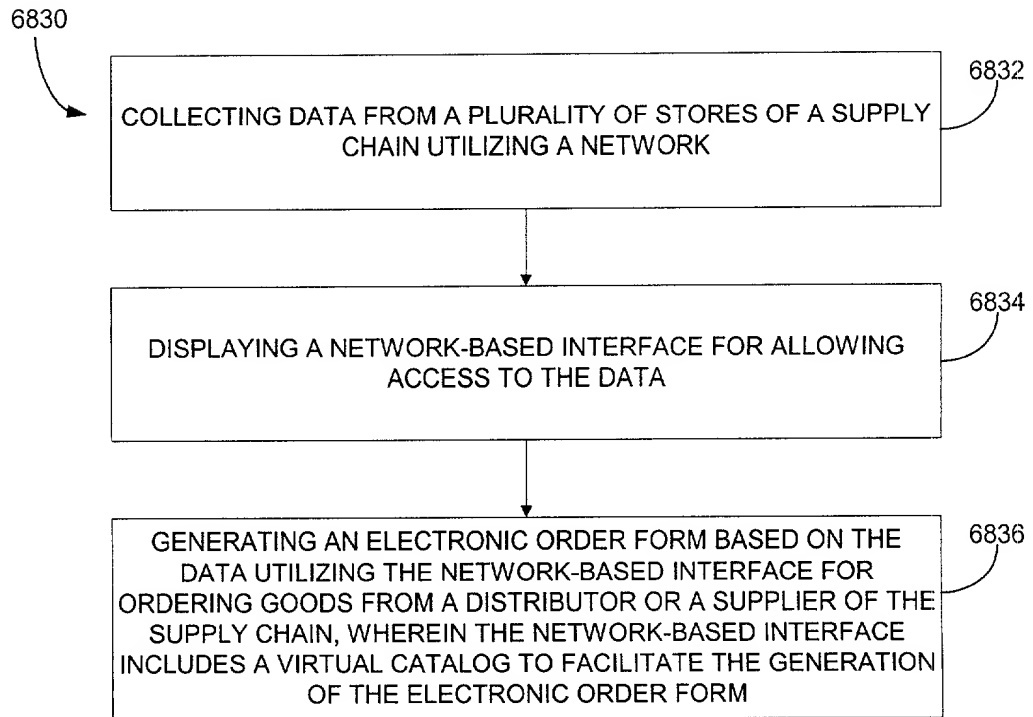 6830
6832
COLLECTING DATA FROM A PLURALITY OF STORES OF A SUPPLY
CHAIN UTILIZING A NETWORK
6834
DISPLAYING A NETWORK-BASED INTERFACE FOR ALLOWING
ACCESS TO THE DATA
6836
GENERATING AN ELECTRONIC ORDER FORM BASED ON THE
DATA UTILIZING THE NETWORK-BASED INTERFACE FOR
ORDERING GOODS FROM A DISTRIBUTOR OR A SUPPLIER OF THE
SUPPLY CHAIN, WHEREIN THE NETWORK-BASED INTERFACE
INCLUDES A VIRTUAL CATALOG TO FACILITATE THE GENERATION
OF THE ELECTRONIC ORDER FORM